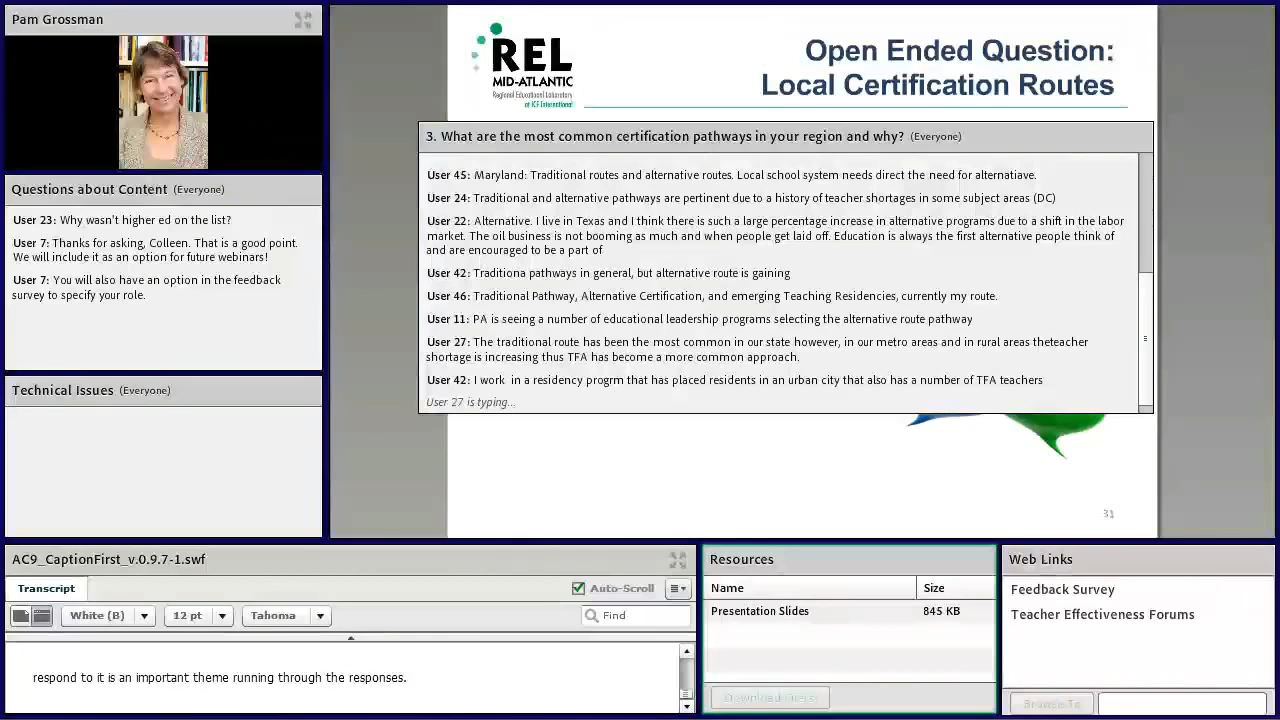 Pam Grossman
Questions about Content (Everyone)
User 23: Why wasn't higher ed on the list?
User 7: Thanks for asking, Colleen. That is a good point.
We will include it as an option for future webinars!
User 7: You will also have an option in the feedback
survey to specify your role.
Technical Issues (Everyone)
REL
MID-ATLANTIC
Regional Educational Laboratory
at ICF International
Open Ended Question:
Local Certification Routes
3. What are the most common certification pathways in your region and why? (Everyone)
User 45: Maryland: Traditional routes and alternative routes. Local school system needs direct the need for alternatiave.
User 24: Traditional and alternative pathways are pertinent due to a history of teacher shortages in some subject areas (DC)
User 22: Alternative. I live in Texas and I think there is such a large percentage increase in alternative programs due to a shift in the labor
market. The oil business is not booming as much and when people get laid off. Education is always the first alternative people think of
and are encouraged to be a part of
User 42: Traditiona pathways in general, but alternative route is gaining
User 46: Traditional Pathway, Alternative Certification, and emerging Teaching Residencies, currently my route.
User 11: PA is seeing a number of educational leadership programs selecting the alternative route pathway
User 27: The traditional route has been the most common in our state however, in our metro areas and in rural areas theteacher
shortage is increasing thus TFA has become a more common approach.
User 42: I work in a residency progrm that has placed residents in an urban city that also has a number of TFA teachers
User 27 is typing...
31
AC9_CaptionFirst_v.0.9.7-1.swf
Transcript
Auto-Scroll
White (B)
12 pt
Tahoma
Find
respond to it is an important theme running through the responses.
Resources
Name Size
Presentation Slides 845 KB
Download File(s)
Web Links
Feedback Survey
Teacher Effectiveness Forums
Browse To